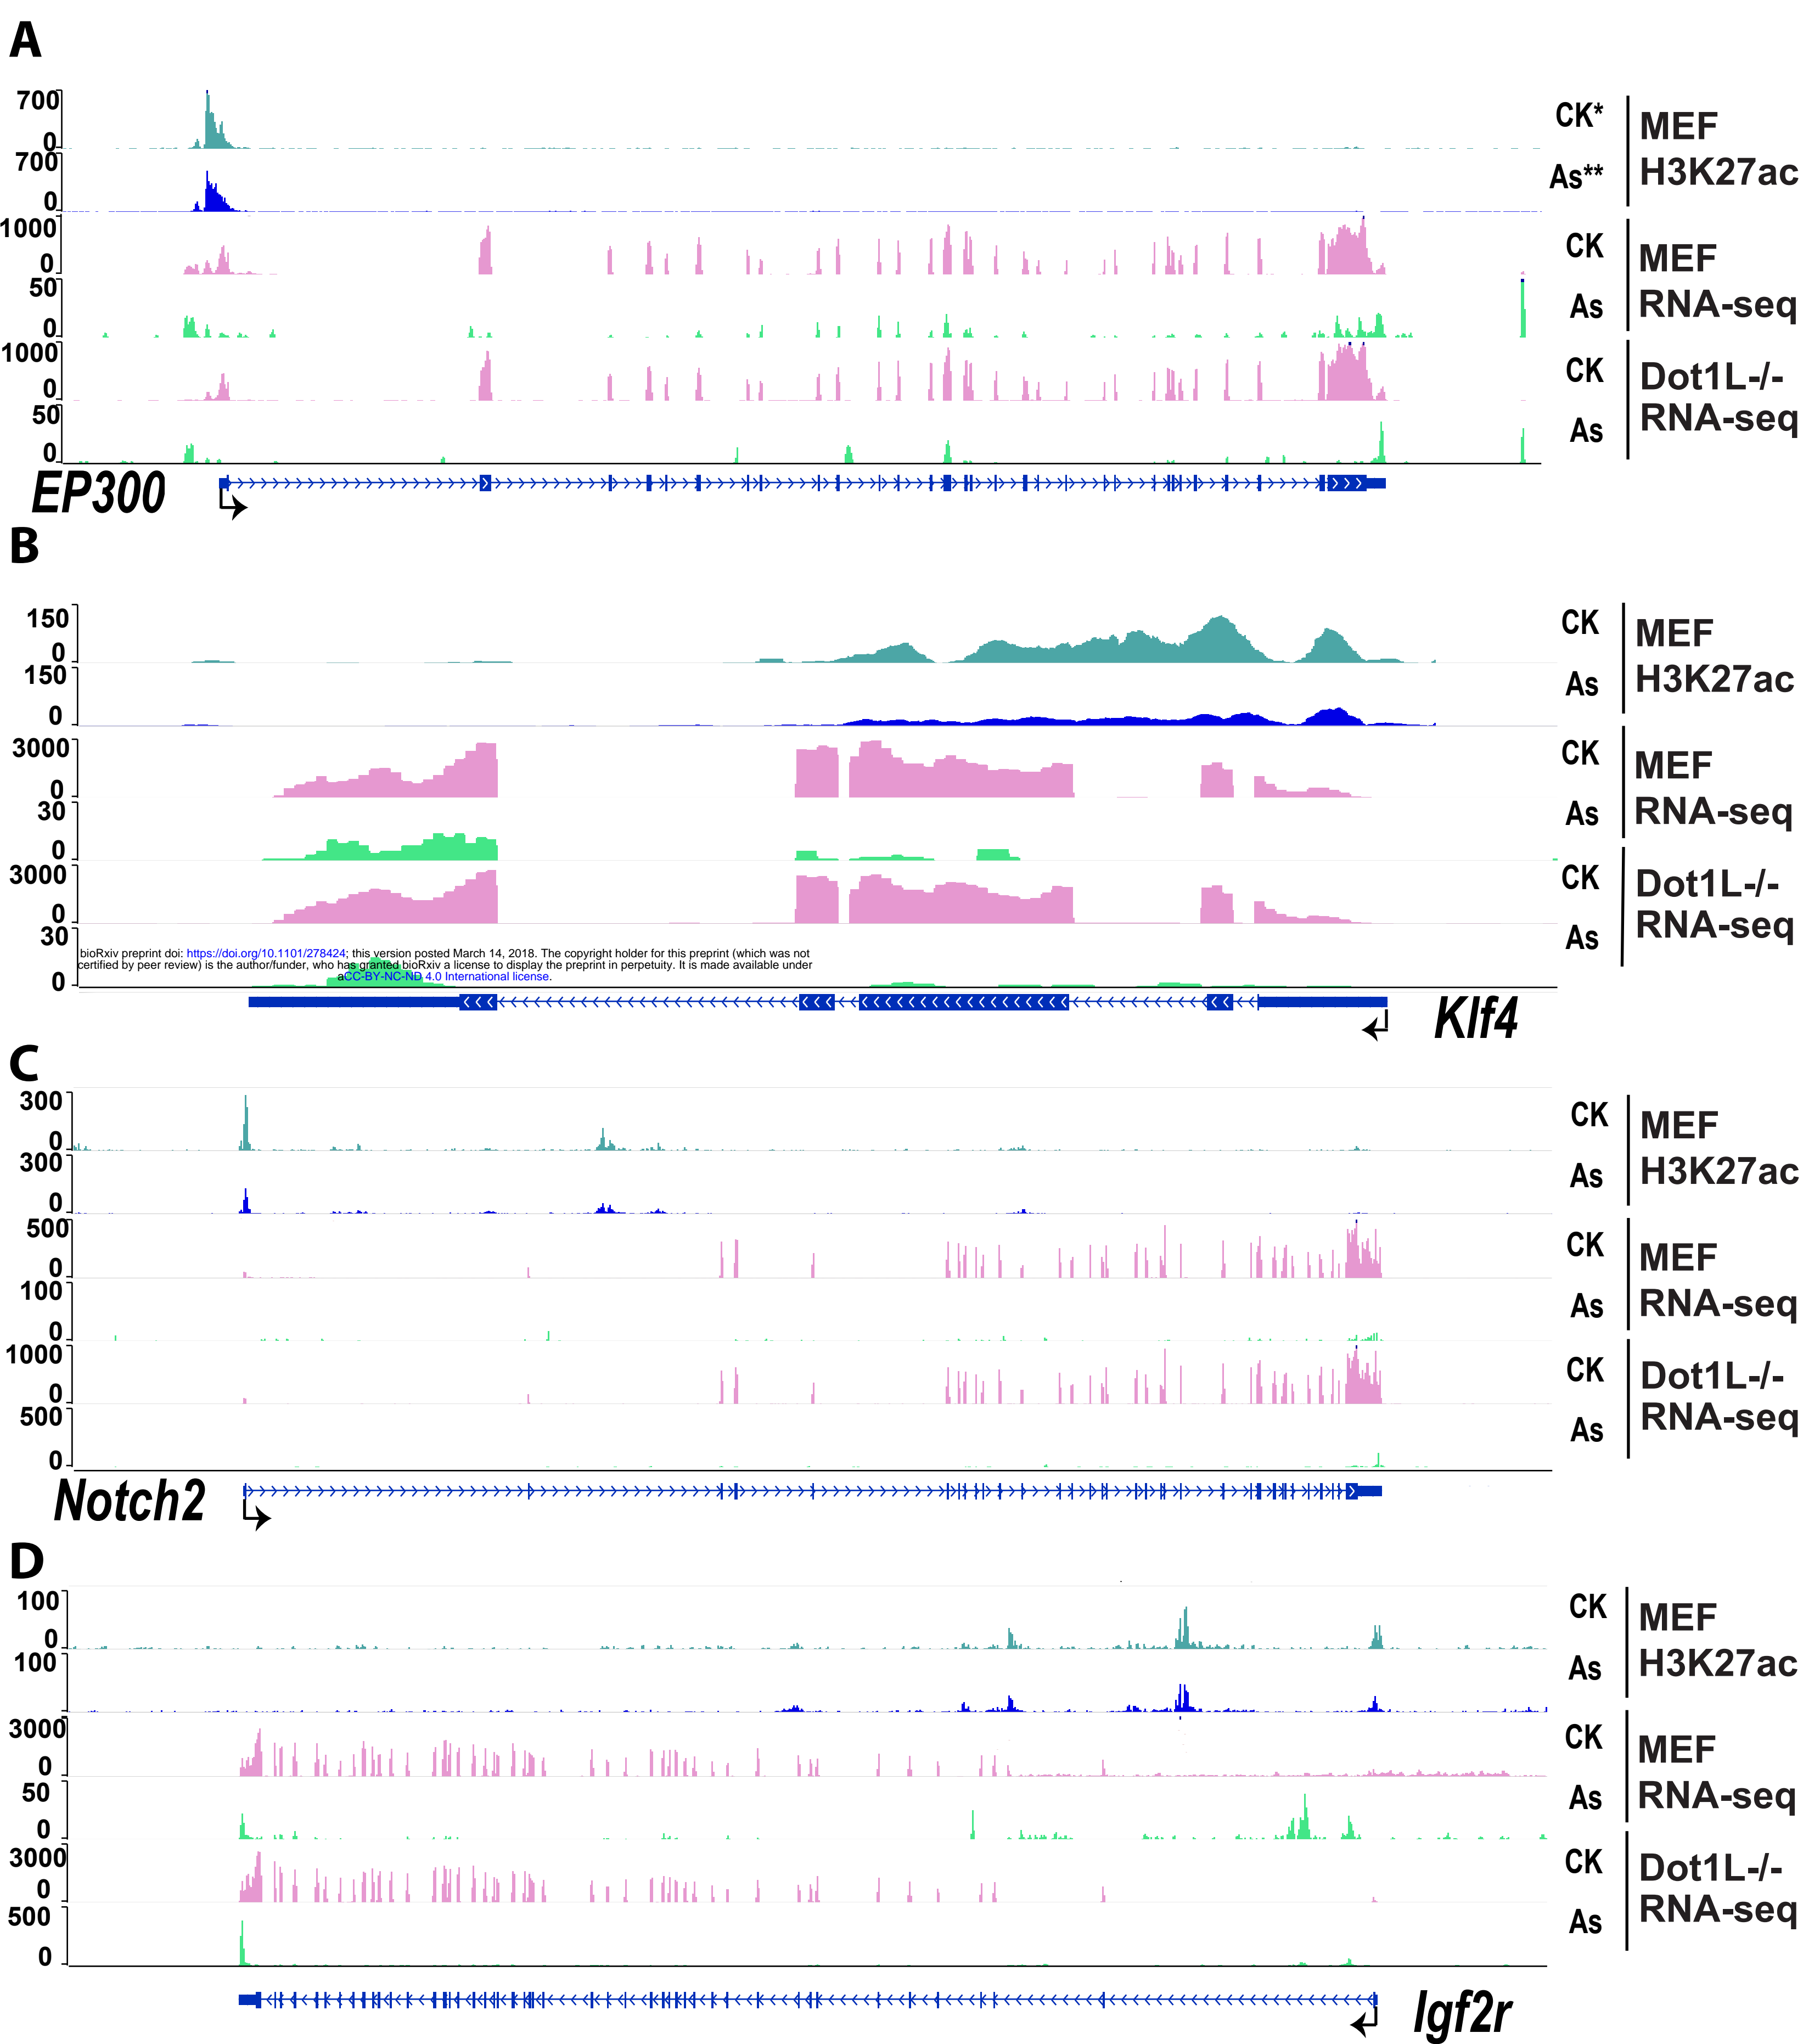 A
700
0
CK*
MEF
700
0
As**
H3K27ac
1000
0
CK
MEF
50
0
As
RNA-seq
1000
0
CK
Dot1L-/-
50
0
As
RNA-seq
EP300
B
150
0
CK
MEF
150
0
As
H3K27ac
3000
0
CK
MEF
30
0
As
RNA-seq
3000
0
CK
Dot1L-/-
30
0
As
RNA-seq
bioRxiv preprint doi: https://doi.org/10.1101/278424; this version posted March 14, 2018. The copyright holder for this preprint (which was not
certified by peer review) is the author/funder, who has granted bioRxiv a license to display the preprint in perpetuity. It is made available under
aCC-BY-NC-ND 4.0 International license.
Klf4
C
300
0
CK
MEF
300
0
As
H3K27ac
500
0
CK
MEF
100
0
As
RNA-seq
1000
0
CK
Dot1L-/-
500
0
As
RNA-seq
Notch2
D
100
0
CK
MEF
100
0
As
H3K27ac
3000
0
CK
MEF
50
0
As
RNA-seq
3000
0
CK
Dot1L-/-
500
0
As
RNA-seq
Igf2r